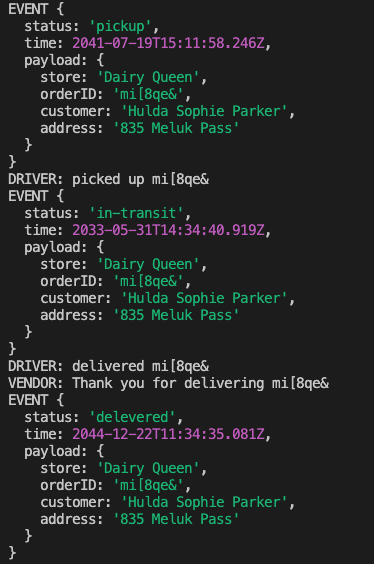 EVENT {
  status: 'pickup',
  time: 2041-07-19T15:11:58.246Z,
  payload: {
    store: 'Dairy Queen',
    orderID: 'mi[8qe&',
    customer: 'Hulda Sophie Parker',
    address: '835 Meluk Pass'
  }
}
DRIVER: picked up mi[8qe&
EVENT {
  status: 'in-transit',
  time: 2033-05-31T14:34:40.919Z,
  payload: {
    store: 'Dairy Queen',
    orderID: 'mi[8qe&',
    customer: 'Hulda Sophie Parker',
    address: '835 Meluk Pass'
  }
}
DRIVER: delivered mi[8qe&
VENDOR: Thank you for delivering mi[8qe&
EVENT {
  status: 'delevered',
  time: 2044-12-22T11:34:35.081Z,
  payload: {
    store: 'Dairy Queen',
    orderID: 'mi[8qe&',
    customer: 'Hulda Sophie Parker',
    address: '835 Meluk Pass'
  }
}